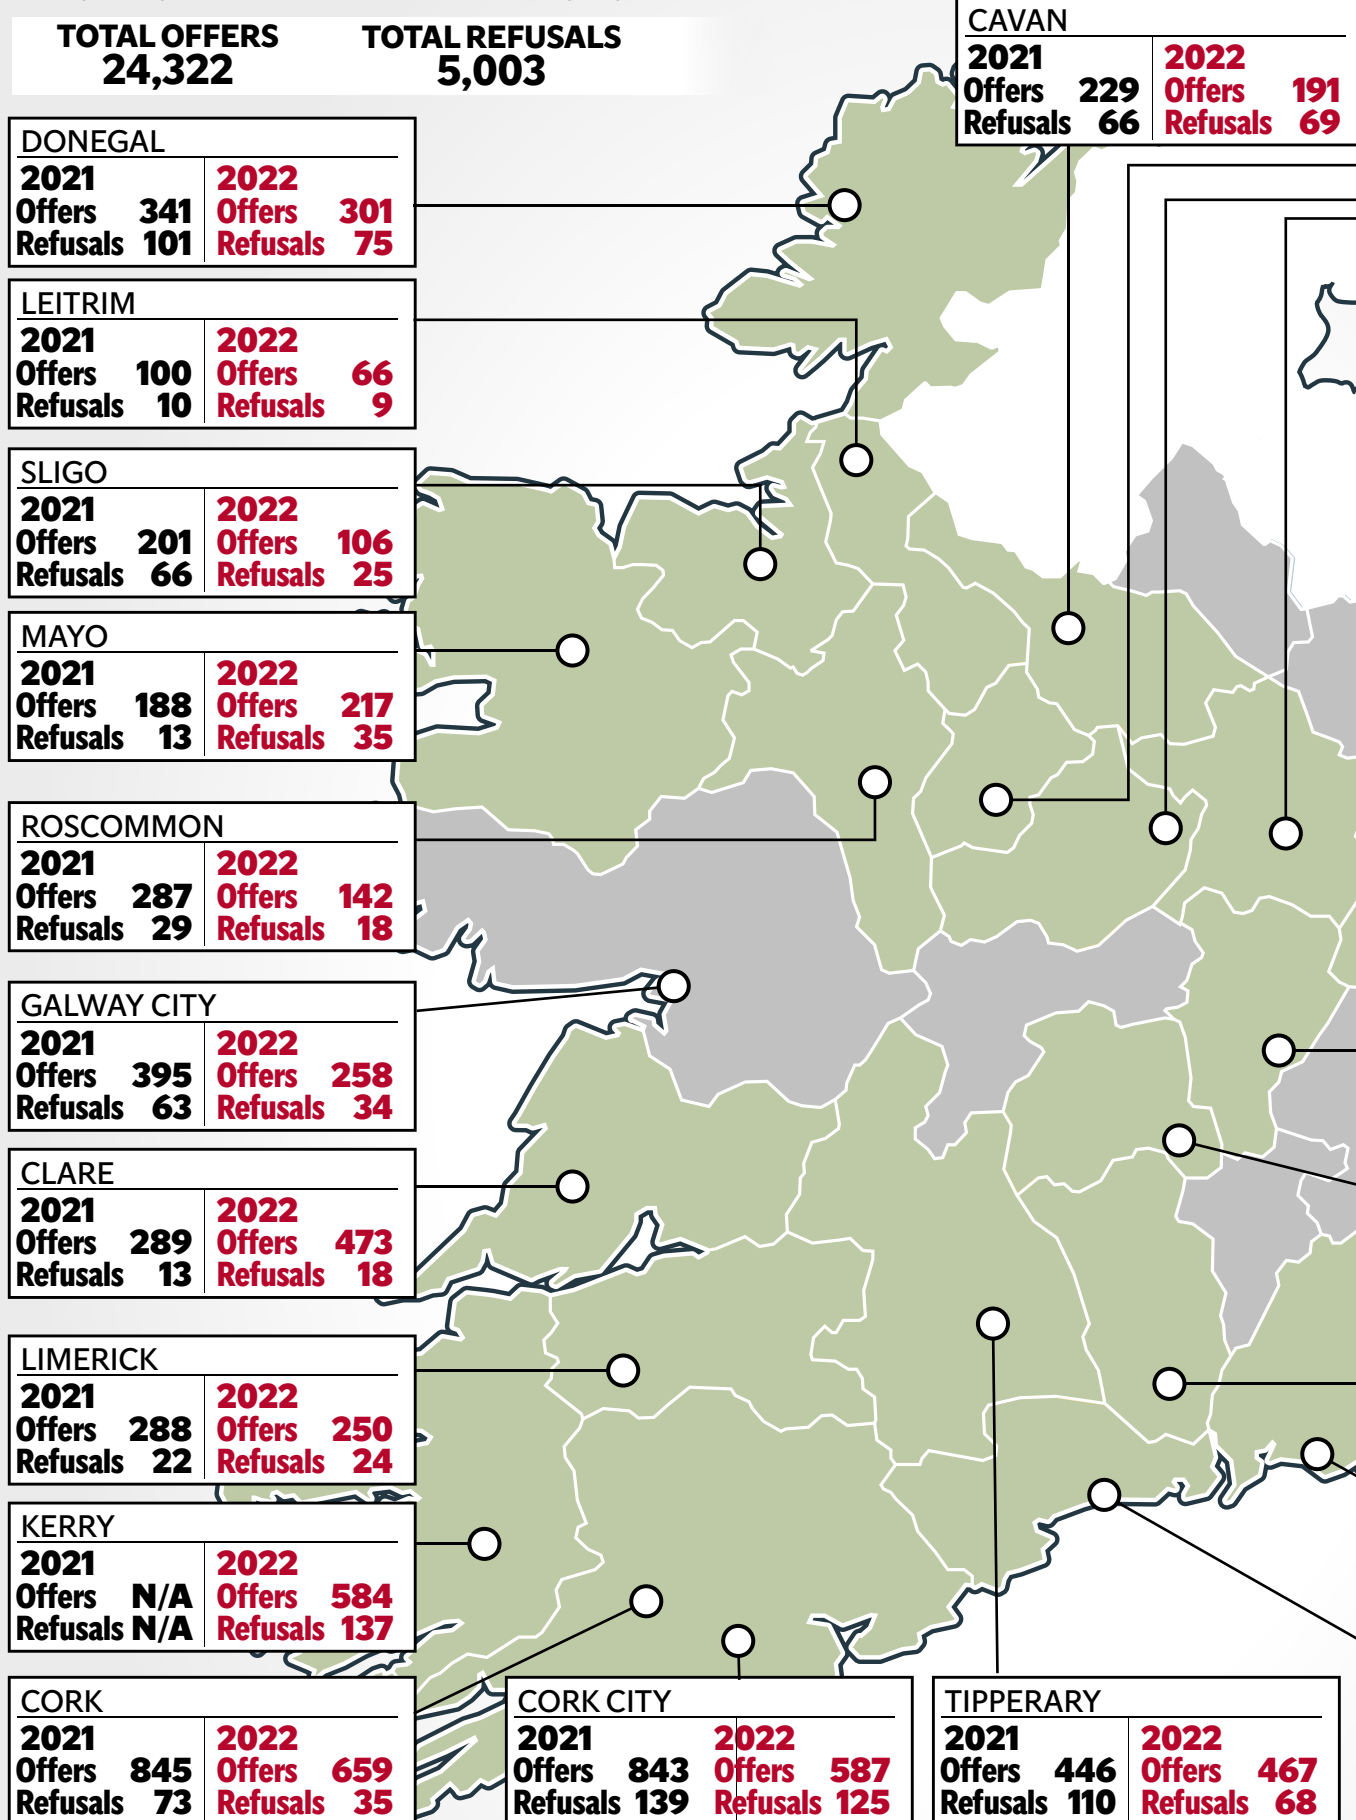 TOTAL OFFERS
24,322
TOTAL REFUSALS
5,003
CAVAN
2021 2022
Offers 229 Offers 191
Refusals 66 Refusals 69
DONEGAL
2021 2022
Offers 341 Offers 301
Refusals 101 Refusals 75
LEITRIM
2021 2022
Offers 100 Offers 66
Refusals 10 Refusals 9
SLIGO
2021 2022
Offers 201 Offers 106
Refusals 66 Refusals 25
MAYO
2021 2022
Offers 188 Offers 217
Refusals 13 Refusals 35
ROSCOMMON
2021 2022
Offers 287 Offers 142
Refusals 29 Refusals 18
GALWAY CITY
2021 2022
Offers 395 Offers 258
Refusals 63 Refusals 34
CLARE
2021 2022
Offers 289 Offers 473
Refusals 13 Refusals 18
LIMERICK
2021 2022
Offers 288 Offers 250
Refusals 22 Refusals 24
KERRY
2021 2022
Offers N/A Offers 584
Refusals N/A Refusals 137
CORK
2021 2022
Offers 845 Offers 659
Refusals 73 Refusals 35
CORK CITY
2021 2022
Offers 843 Offers 587
Refusals 139 Refusals 125
TIPPERARY
2021 2022
Offers 446 Offers 467
Refusals 110 Refusals 68